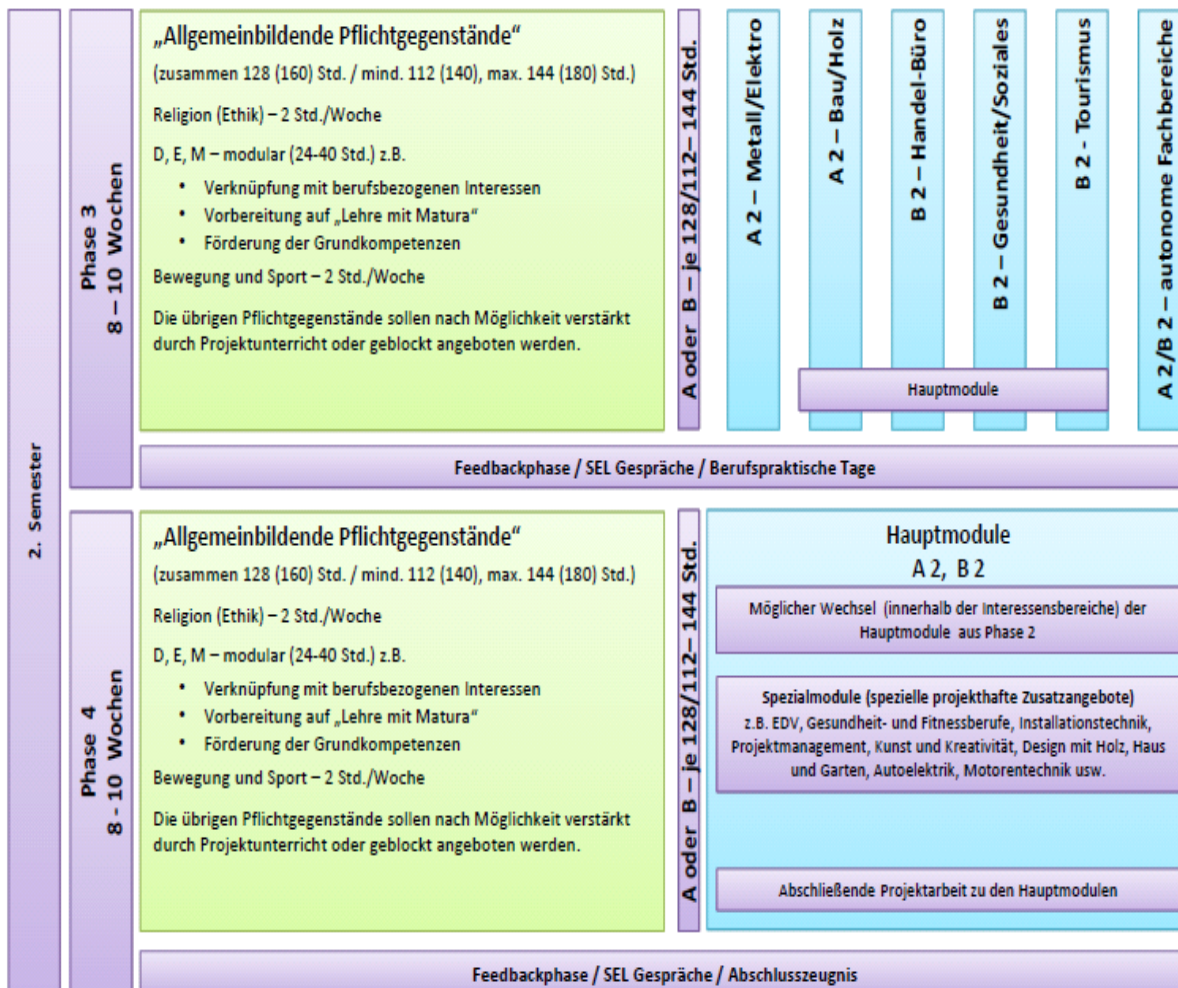 2. Semester
Phase 3
8 – 10 Wochen
„Allgemeinbildende Pflichtgegenstände“
(zusammen 128 (160) Std. / mind. 112 (140), max. 144 (180) Std.)
Religion (Ethik) – 2 Std./Woche
D, E, M – modular (24-40 Std.) z.B.
• Verknüpfung mit berufsbezogenen Interessen
• Vorbereitung auf „Lehre mit Matura“
• Förderung der Grundkompetenzen
Bewegung und Sport – 2 Std./Woche
Die übrigen Pflichtgegenstände sollen nach Möglichkeit verstärkt
durch Projektunterricht oder geblockt angeboten werden.
A oder B – je 128/112– 144 Std.
A 2 – Metall/Elektro
A 2 – Bau/Holz
B 2 – Handel-Büro
B 2 – Gesundheit/Soziales
B 2 - Tourismus
A 2/B 2 – autonome Fachbereiche
Hauptmodule
Feedbackphase / SEL Gespräche / Berufspraktische Tage
Phase 4
8 - 10 Wochen
„Allgemeinbildende Pflichtgegenstände“
(zusammen 128 (160) Std. / mind. 112 (140), max. 144 (180) Std.)
Religion (Ethik) – 2 Std./Woche
D, E, M – modular (24-40 Std.) z.B.
• Verknüpfung mit berufsbezogenen Interessen
• Vorbereitung auf „Lehre mit Matura“
• Förderung der Grundkompetenzen
Bewegung und Sport – 2 Std./Woche
Die übrigen Pflichtgegenstände sollen nach Möglichkeit verstärkt
durch Projektunterricht oder geblockt angeboten werden.
A oder B – je 128/112– 144 Std.
Hauptmodule
A 2, B 2
Möglicher Wechsel (innerhalb der Interessensbereiche) der
Hauptmodule aus Phase 2
Spezialmodule (spezielle projekthafte Zusatzangebote)
z.B. EDV, Gesundheit- und Fitnessberufe, Installationstechnik,
Projektmanagement, Kunst und Kreativität, Design mit Holz, Haus
und Garten, Autoelektrik, Motorentechnik usw.
Abschließende Projektarbeit zu den Hauptmodulen
Feedbackphase / SEL Gespräche / Abschlusszeugnis